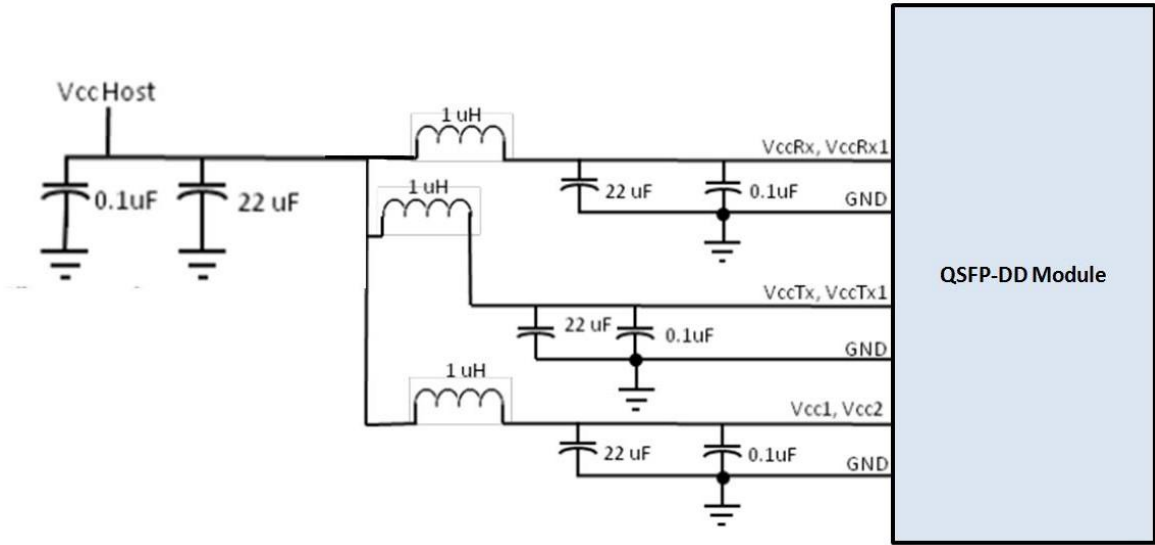 VccHost
0.1uF
22 uF
1 uH
VccRx, VccRx1
22 uF
0.1uF
GND
1 uH
VccTx, VccTx1
22 uF
0.1uF
GND
1 uH
Vcc1, Vcc2
22 uF
0.1uF
GND
QSFP-DD Module